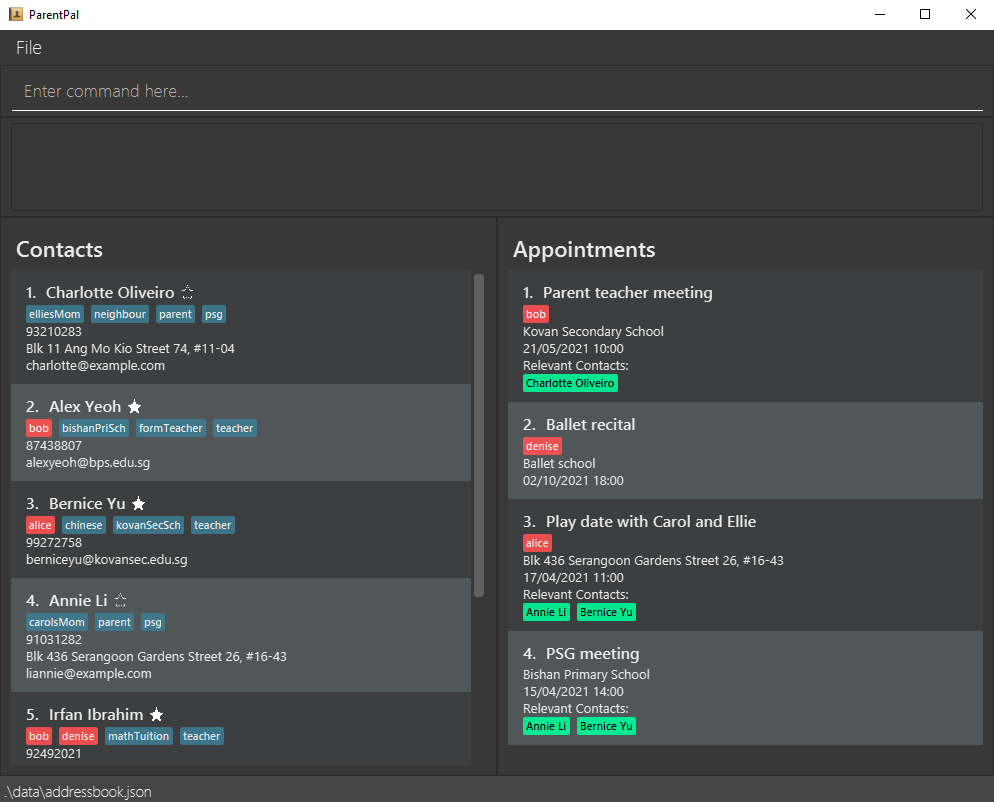 ParentPal
File
Enter command here...
Contacts
1. Charlotte Oliveiro
elliesMom neighbour parent psg
93210283
Blk 11 Ang Mo Kio Street 74, #11-04
charlotte@example.com
2. Alex Yeoh
bob bishanPriSch formTeacher teacher
87438807
alexyeoh@bps.edu.sg
3. Bernice Yu
alice chinese kovanSecSch teacher
99272758
berniceyu@kovansec.edu.sg
4. Annie Li
carolsMom parent psg
91031282
Blk 436 Serangoon Gardens Street 26, #16-43
liannie@example.com
5. Irfan Ibrahim
bob denise mathTuition teacher
92492021
Appointments
1. Parent teacher meeting
bob
Kovan Secondary School
21/05/2021 10:00
Relevant Contacts:
Charlotte Oliveiro
2. Ballet recital
denise
Ballet school
02/10/2021 18:00
3. Play date with Carol and Ellie
alice
Blk 436 Serangoon Gardens Street 26, #16-43
17/04/2021 11:00
Relevant Contacts:
Annie Li Bernice Yu
4. PSG meeting
Bishan Primary School
15/04/2021 14:00
Relevant Contacts:
Annie Li Bernice Yu
.\data\addressbook.json